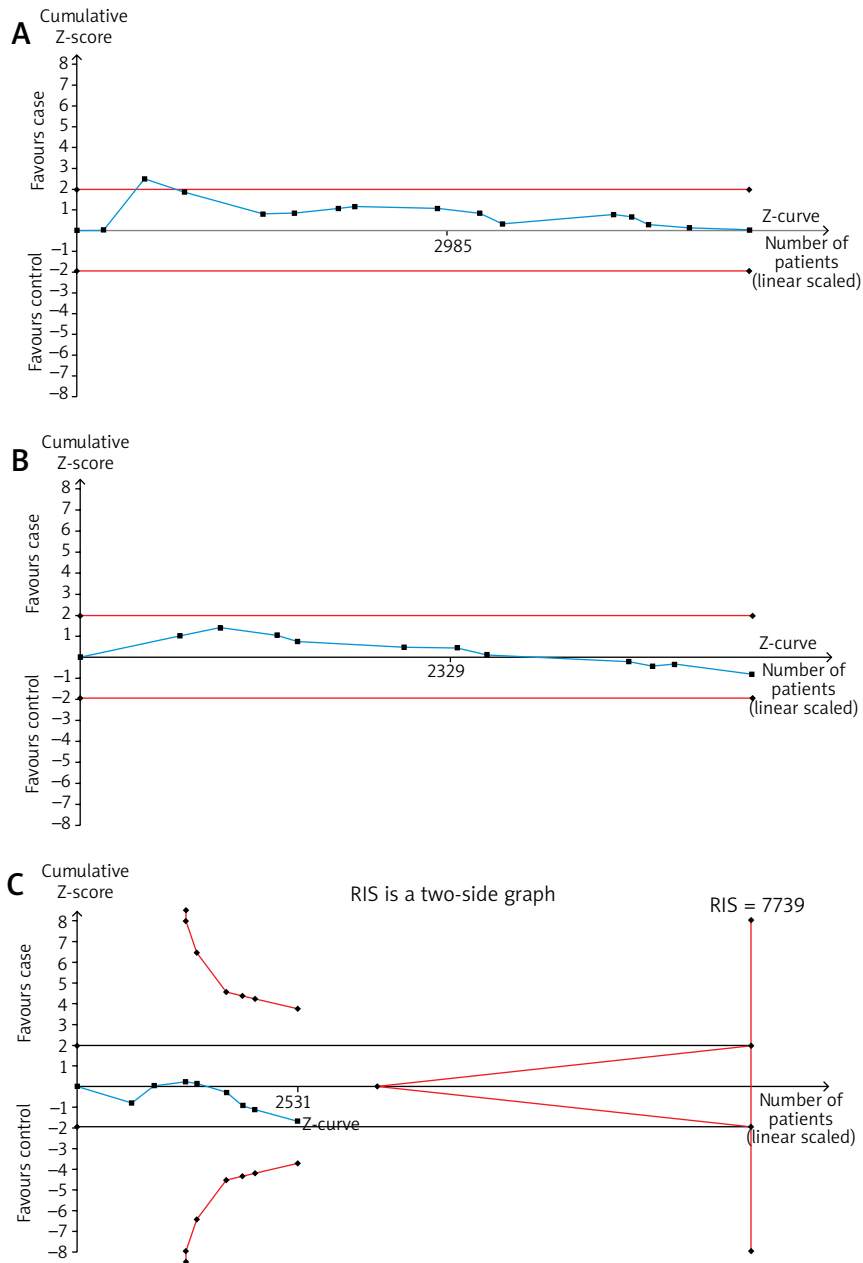 A
Cumulative
Z-score
8
7
6
5
4
3
2
1
−1
−2
−3
−4
−5
−6
−7
−8
Favours case
Favours control
2985
Z-curve
Number of
patients
(linear scaled)
B
Cumulative
Z-score
8
7
6
5
4
3
2
1
−1
−2
−3
−4
−5
−6
−7
−8
Favours case
Favours control
2329
Z-curve
Number of
patients
(linear scaled)
C
Cumulative
Z-score
RIS is a two-side graph
RIS = 7739
8
7
6
5
4
3
2
1
−1
−2
−3
−4
−5
−6
−7
−8
Favours case
Favours control
2531
Z-curve
Number of
patients
(linear scaled)